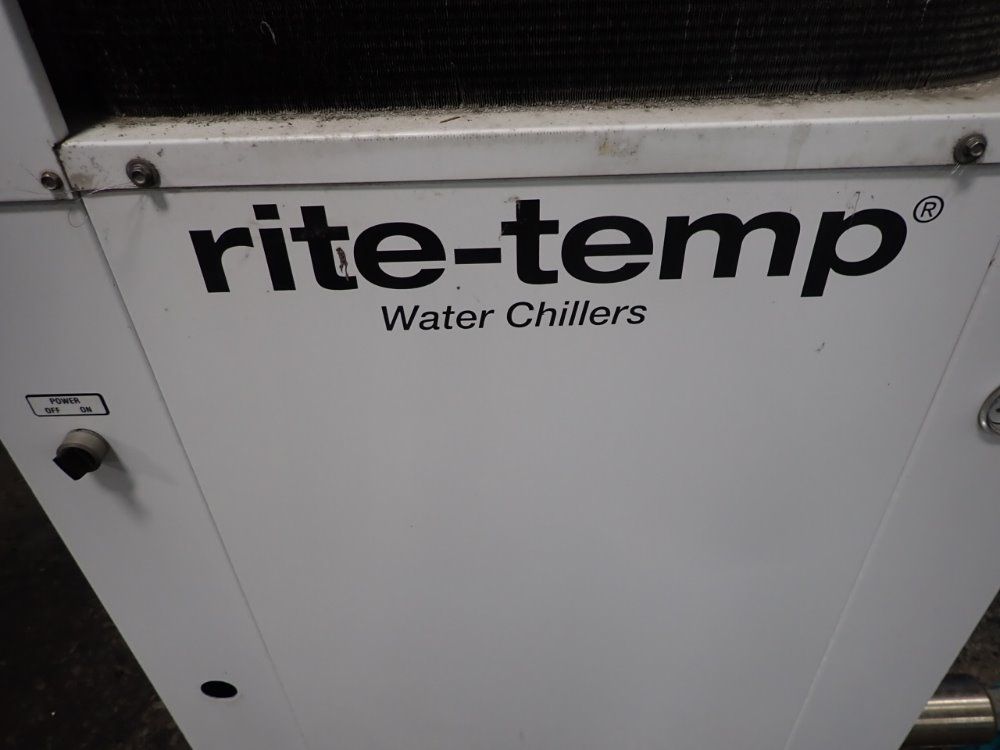 rite-temp®
Water Chillers
POWER
OFF ON